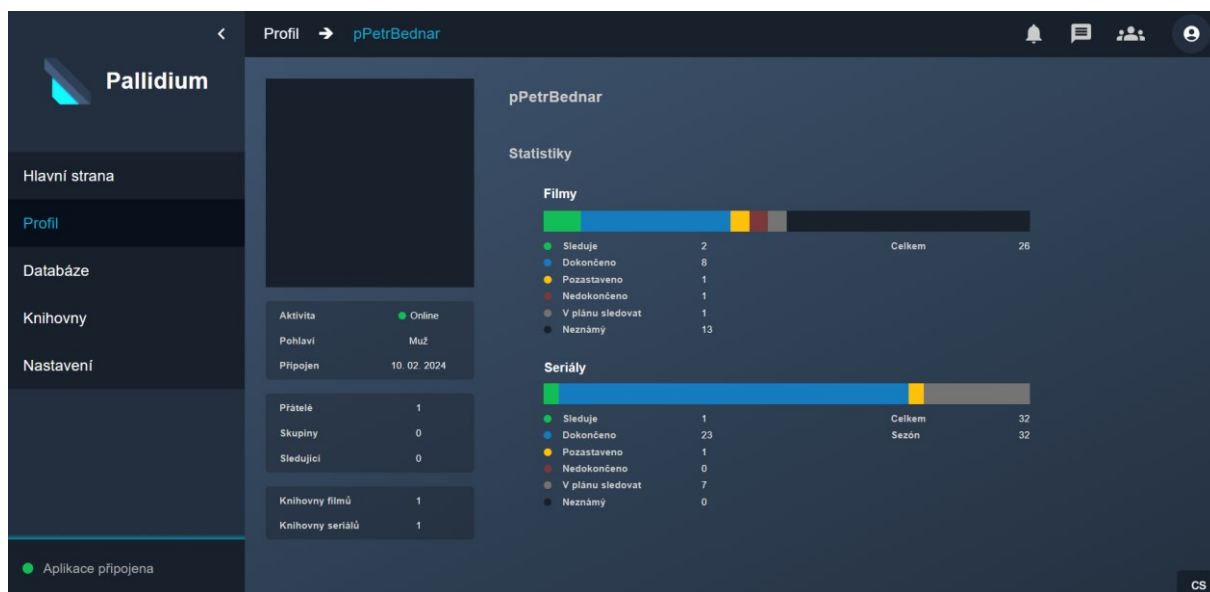 Profil → pPetrBednar
Pallidium
Hlavní strana
Profil
Databáze
Knihovny
Nastavení
Aplikace připojena
Aktivita Online
Pohlaví Muž
Připojen 10. 02. 2024
Přátelé 1
Skupiny 0
Sledující 0
Knihovny filmů 1
Knihovny seriálů 1
pPetrBednar
Statistiky
Filmy
Sleduje 2 Celkem 26
Dokončeno 8
Pozastaveno 1
Nedokončeno 1
V plánu sledovat 1
Neznámý 13
Seriály
Sleduje 1 Celkem 32
Dokončeno 23 Sezón 32
Pozastaveno 1
Nedokončeno 0
V plánu sledovat 7
Neznámý 0
CS